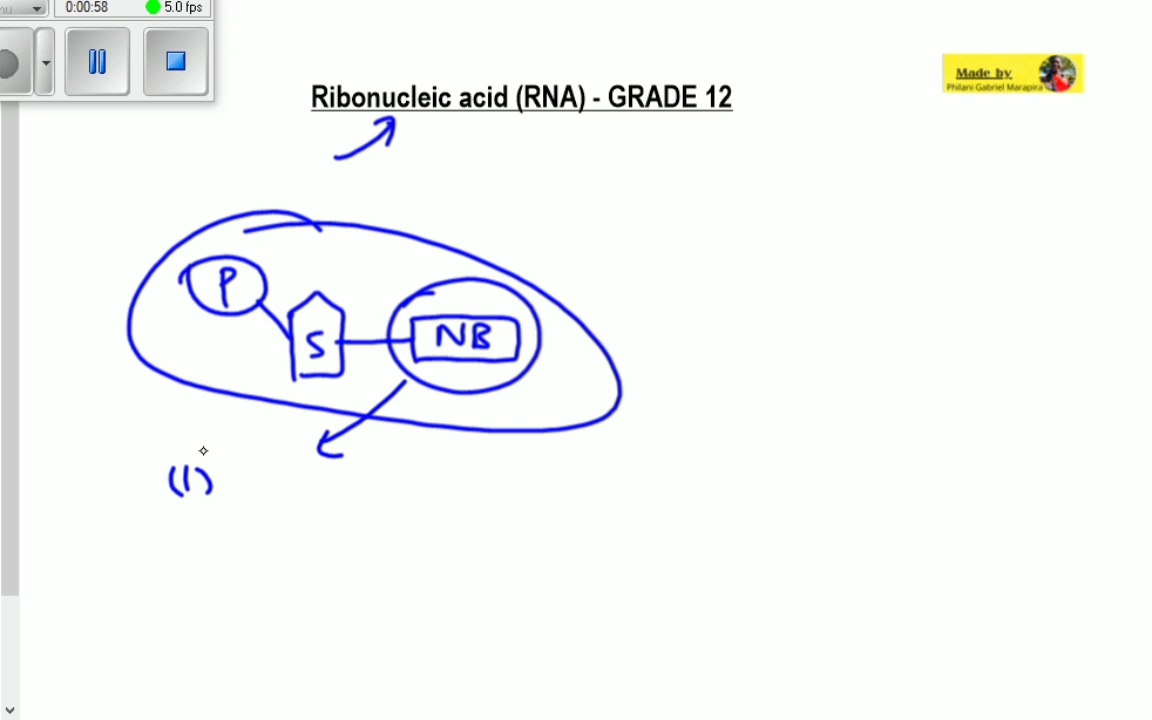 0:00:58 5.0 fps
Made by
Philani Gabriel Marapira
Ribonucleic acid (RNA) - GRADE 12
P
S
NB
(1)